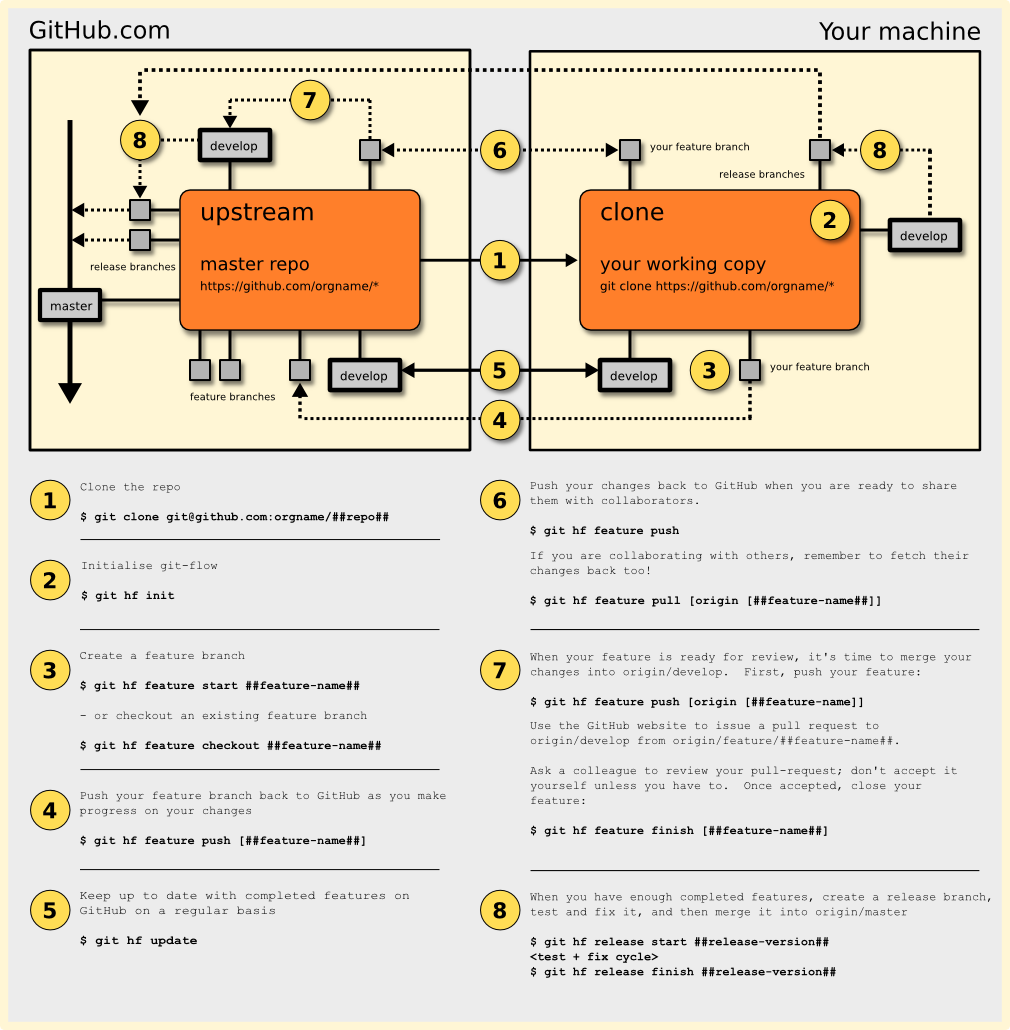 GitHub.com
Your machine
7
8
develop
6
your feature branch
8
release branches
upstream
clone
2
develop
master repo
1
your working copy
https://github.com/orgname/*
git clone https://github.com/orgname/*
release branches
master
develop
5
develop
3
your feature branch
feature branches
4
1
Clone the repo
$ git clone git@github.com:orgname/##repo##
2
Initialise git-flow
$ git hf init
3
Create a feature branch
$ git hf feature start ##feature-name##
- or checkout an existing feature branch
$ git hf feature checkout ##feature-name##
4
Push your feature branch back to GitHub as you make
progress on your changes
$ git hf feature push [##feature-name##]
5
Keep up to date with completed features on
GitHub on a regular basis
$ git hf update
6
Push your changes back to GitHub when you are ready to share
them with collaborators.
$ git hf feature push
If you are collaborating with others, remember to fetch their
changes back too!
$ git hf feature pull [origin [##feature-name##]]
7
When your feature is ready for review, it's time to merge your
changes into origin/develop.  First, push your feature:
$ git hf feature push [origin [##feature-name]]
Use the GitHub website to issue a pull request to
origin/develop from origin/feature/##feature-name##.
Ask a colleague to review your pull-request; don't accept it
yourself unless you have to.  Once accepted, close your
feature:
$ git hf feature finish [##feature-name##]
8
When you have enough completed features, create a release branch,
test and fix it, and then merge it into origin/master
$ git hf release start ##release-version##
<test + fix cycle>
$ git hf release finish ##release-version##